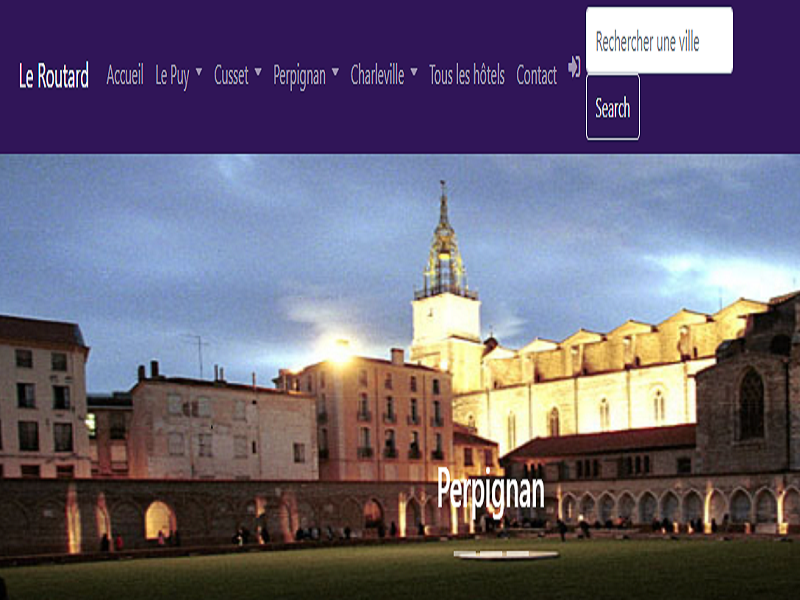 Rechercher une ville
Le Routard Accueil Le Puy Cusset Perpignan Charleville Tous les hôtels Contact
Search
Perpignan